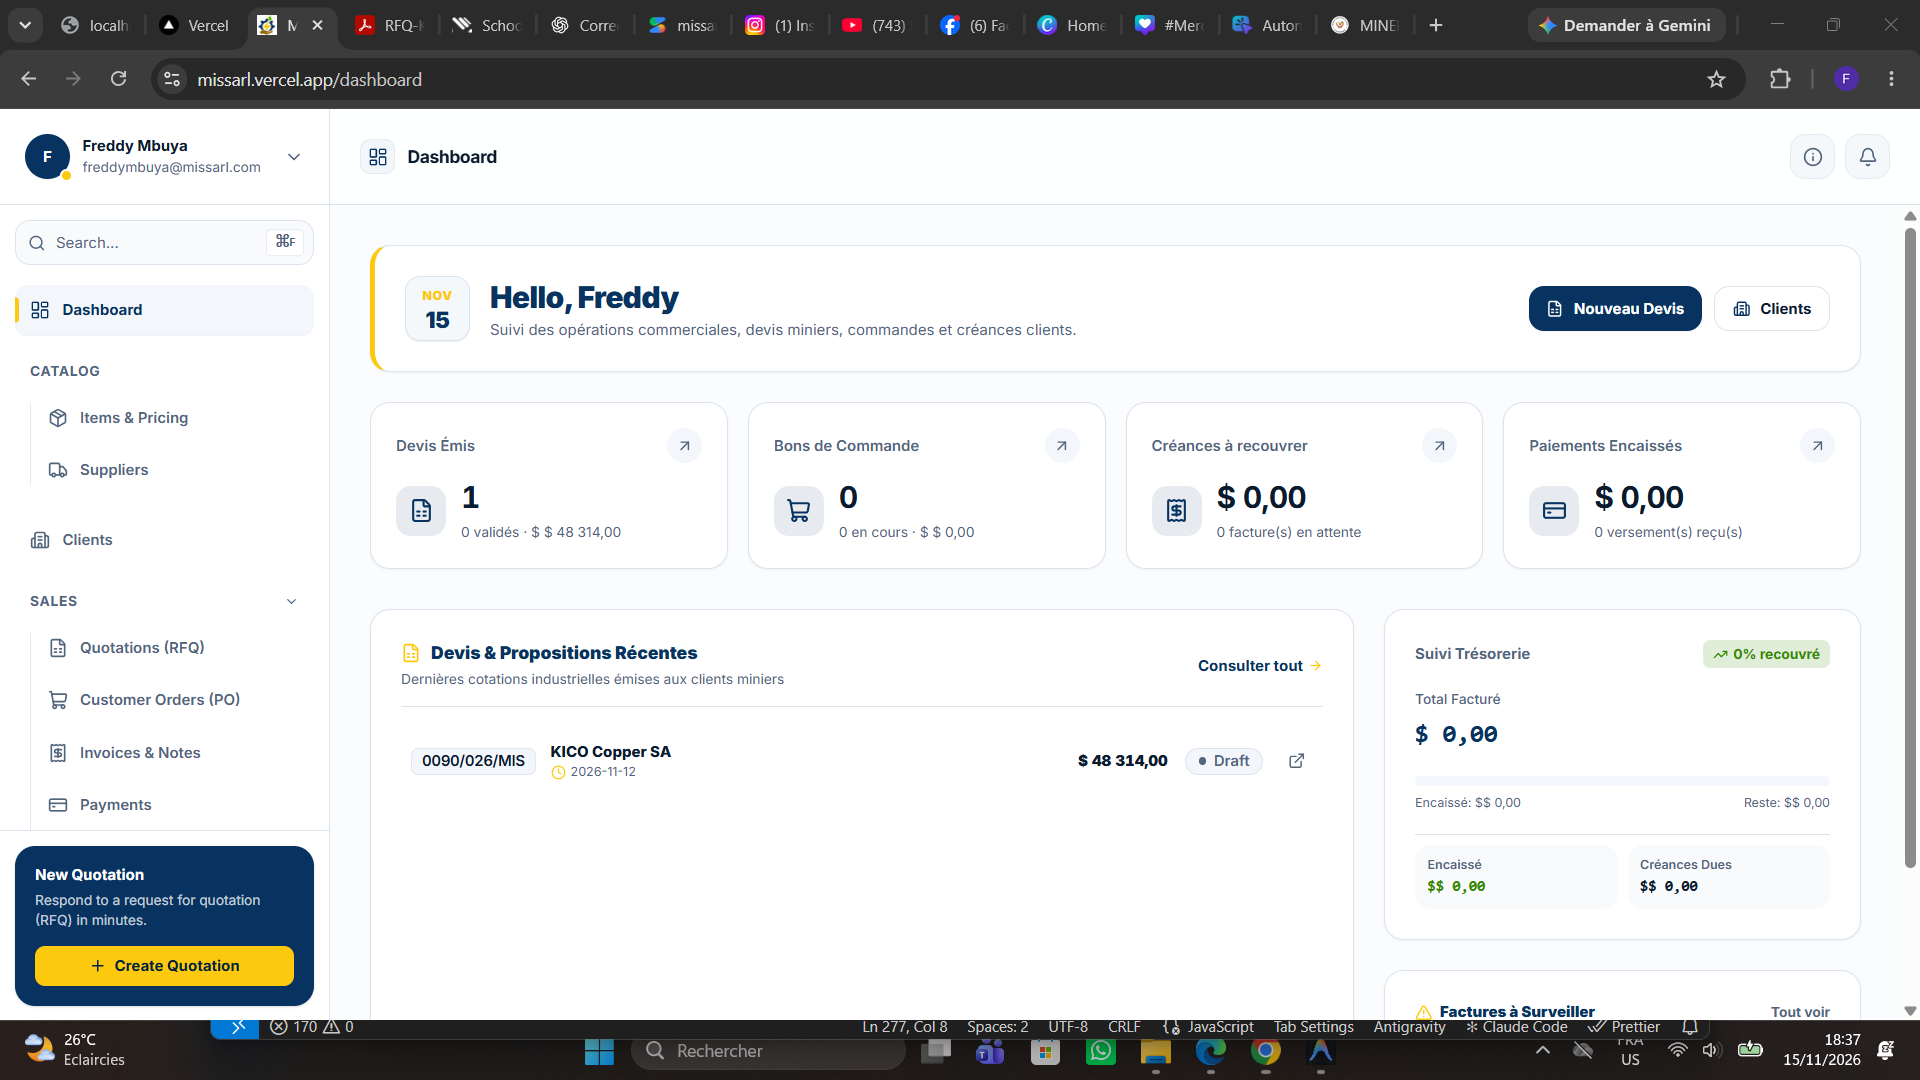 localh
Vercel
M
RFQ-
Schoo
Corre
missa
(1) Ins
(743)
(6) Fa
Home
#Merc
Auton
MINE
Demander à Gemini
missarl.vercel.app/dashboard
F
F
Freddy Mbuya
freddymbuya@missarl.com
Dashboard
Search...
⌘F
Dashboard
CATALOG
Items & Pricing
Suppliers
Clients
SALES
Quotations (RFQ)
Customer Orders (PO)
Invoices & Notes
Payments
New Quotation
Respond to a request for quotation
(RFQ) in minutes.
+ Create Quotation
NOV
15
Hello, Freddy
Suivi des opérations commerciales, devis miniers, commandes et créances clients.
Nouveau Devis
Clients
Devis Émis
1
0 validés · $ $ 48 314,00
Bons de Commande
0
0 en cours · $ $ 0,00
Créances à recouvrer
$ 0,00
0 facture(s) en attente
Paiements Encaissés
$ 0,00
0 versement(s) reçu(s)
Devis & Propositions Récentes
Dernières cotations industrielles émises aux clients miniers
Consulter tout →
0090/026/MIS
KICO Copper SA
2026-11-12
$ 48 314,00
Draft
Suivi Trésorerie
0% recouvré
Total Facturé
$ 0,00
Encaissé: $$ 0,00
Reste: $$ 0,00
Encaissé
$$ 0,00
Créances Dues
$$ 0,00
Factures à Surveiller
Tout voir
170
0
Ln 277, Col 8
Spaces: 2
UTF-8
CRLF
JavaScript
Tab Settings
Antigravity
Claude Code
Prettier
26°C
Eclaircies
Rechercher
FRA
US
18:37
15/11/2026